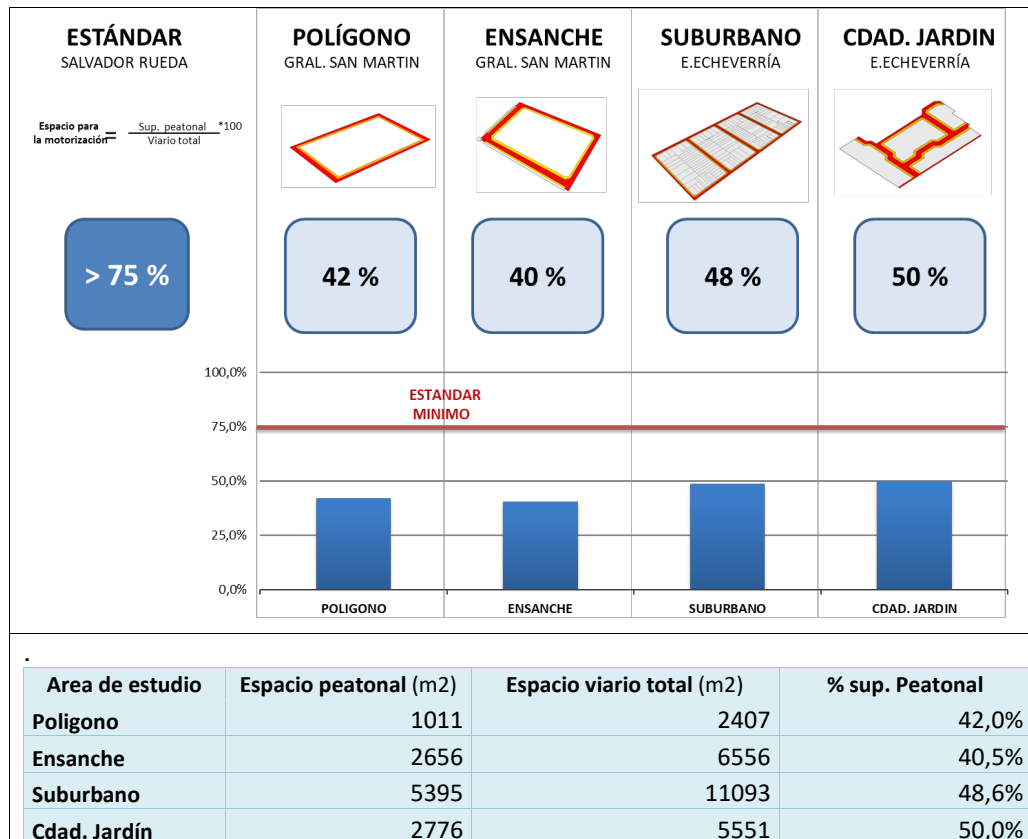 ESTÁNDAR
SALVADOR RUEDA
POLÍGONO
GRAL. SAN MARTIN
ENSANCHE
GRAL. SAN MARTIN
SUBURBANO
E.ECHEVERRÍA
CDAD. JARDIN
E.ECHEVERRÍA
Espacio para
la motorización = Sup. peatonal *100
Viario total
> 75 %
42 %
40 %
48 %
50 %
100,0%
ESTANDAR
MINIMO
75,0%
50,0%
25,0%
0,0%
POLIGONO ENSANCHE SUBURBANO CDAD. JARDIN
.
Area de estudio Espacio peatonal (m2) Espacio viario total (m2) % sup. Peatonal
Poligono 1011 2407 42,0%
Ensanche 2656 6556 40,5%
Suburbano 5395 11093 48,6%
Cdad. Jardín 2776 5551 50,0%